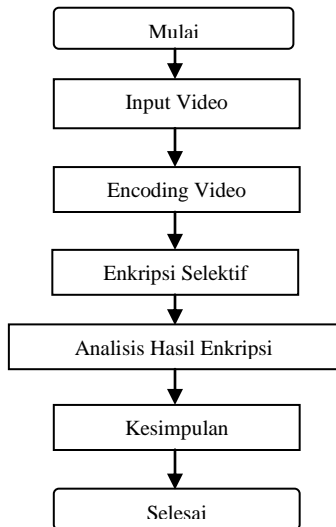 Mulai
Input Video
Encoding Video
Enkripsi Selektif
Analisis Hasil Enkripsi
Kesimpulan
Selesai